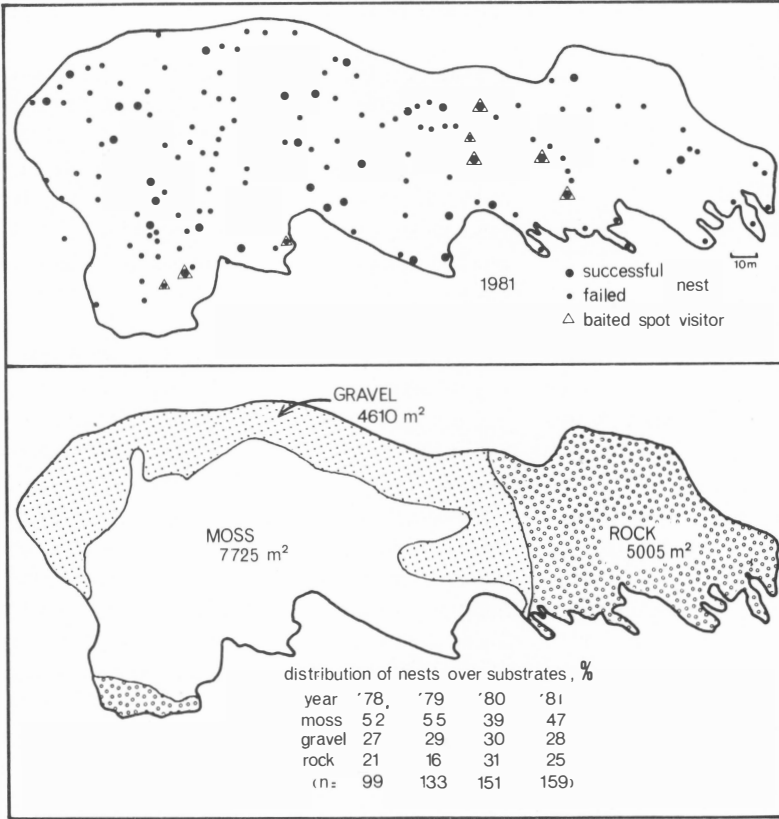 1981
10m
● successful nest
• failed
△ baited spot visitor
GRAVEL
4610 m²
MOSS
7725 m²
ROCK
5005 m²
distribution of nests over substrates, %
year '78, '79 '80 '81
moss 52 55 39 47
gravel 27 29 30 28
rock 21 16 31 25
(n= 99 133 151 159)